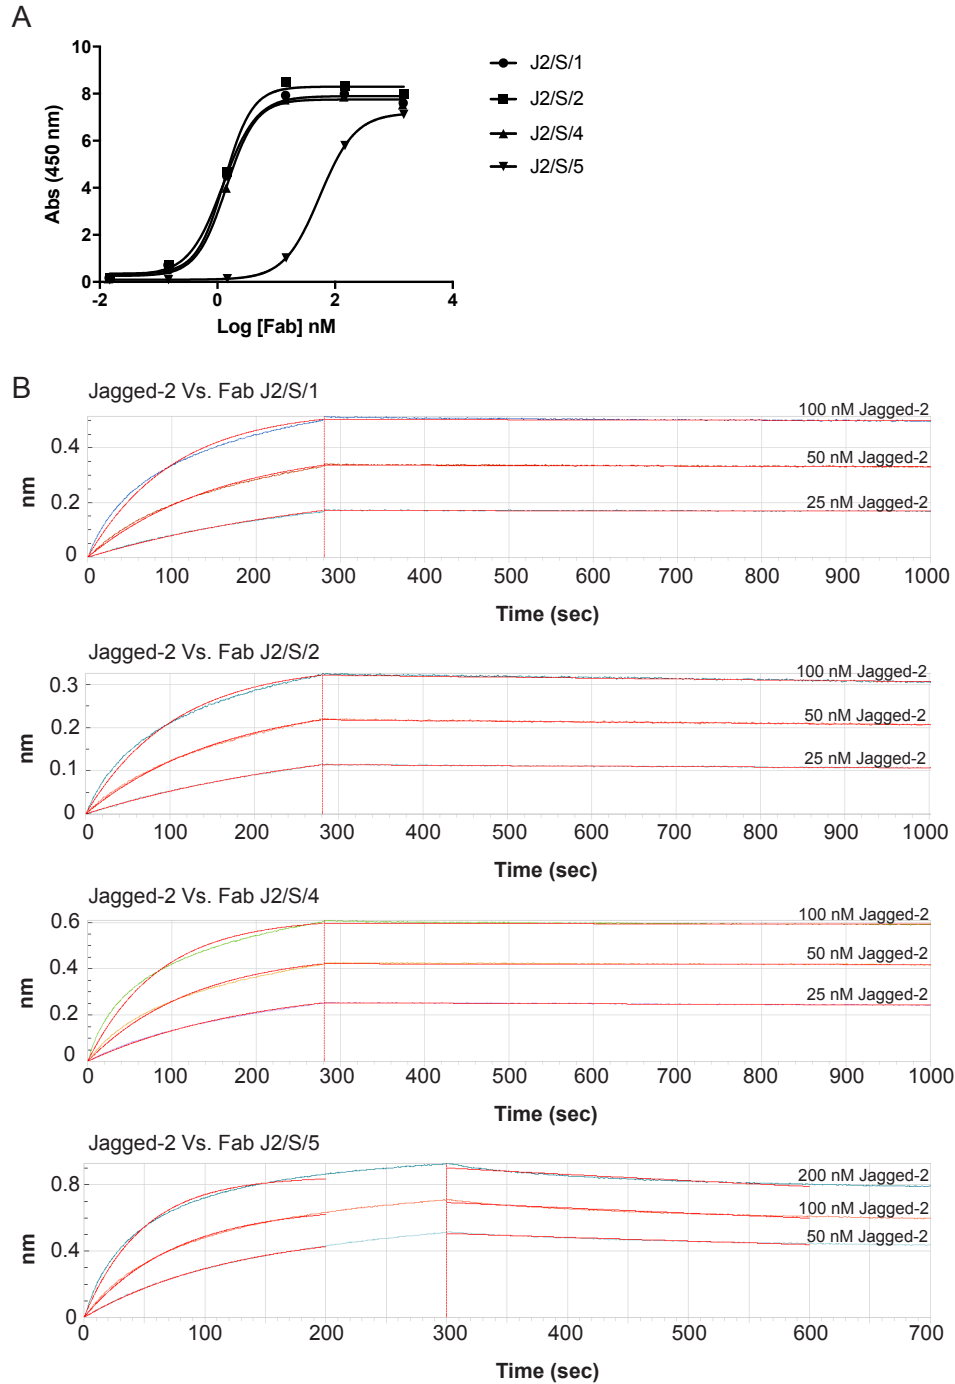 A
10
8
6
4
2
0
-2
0
2
4
Abs (450 nm)
Log [Fab] nM
J2/S/1
J2/S/2
J2/S/4
J2/S/5
B
Jagged-2 Vs. Fab J2/S/1
0.4
0.2
0
nm
100 nM Jagged-2
50 nM Jagged-2
25 nM Jagged-2
0 100 200 280 300 400 500 600 700 800 900 1000
Time (sec)
Jagged-2 Vs. Fab J2/S/2
0.3
0.2
0.1
0
nm
100 nM Jagged-2
50 nM Jagged-2
25 nM Jagged-2
0 100 200 280 300 400 500 600 700 800 900 1000
Time (sec)
Jagged-2 Vs. Fab J2/S/4
0.6
0.4
0.2
0
nm
100 nM Jagged-2
50 nM Jagged-2
25 nM Jagged-2
0 100 200 280 300 400 500 600 700 800 900 1000
Time (sec)
Jagged-2 Vs. Fab J2/S/5
0.8
0.4
0
nm
200 nM Jagged-2
100 nM Jagged-2
50 nM Jagged-2
0 100 200 300 400 500 600 700
Time (sec)